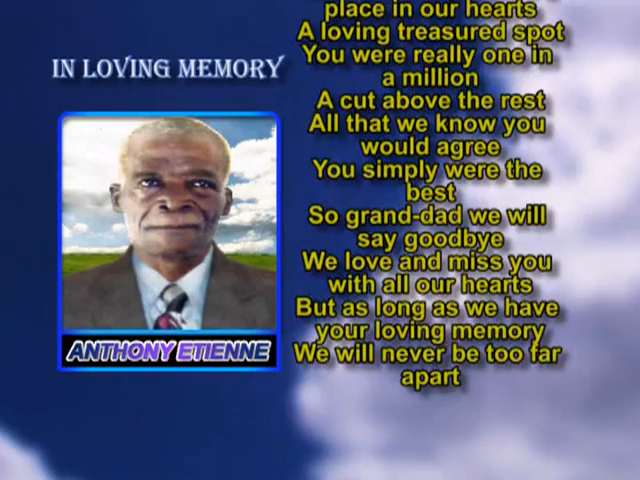 IN LOVING MEMORY
ANTHONY ETIENNE
place in our hearts
A loving treasured spot
You were really one in
a million
A cut above the rest
All that we know you
would agree
You simply were the
best
So grand-dad we will
say goodbye
We love and miss you
with all our hearts
But as long as we have
your loving memory
We will never be too far
apart